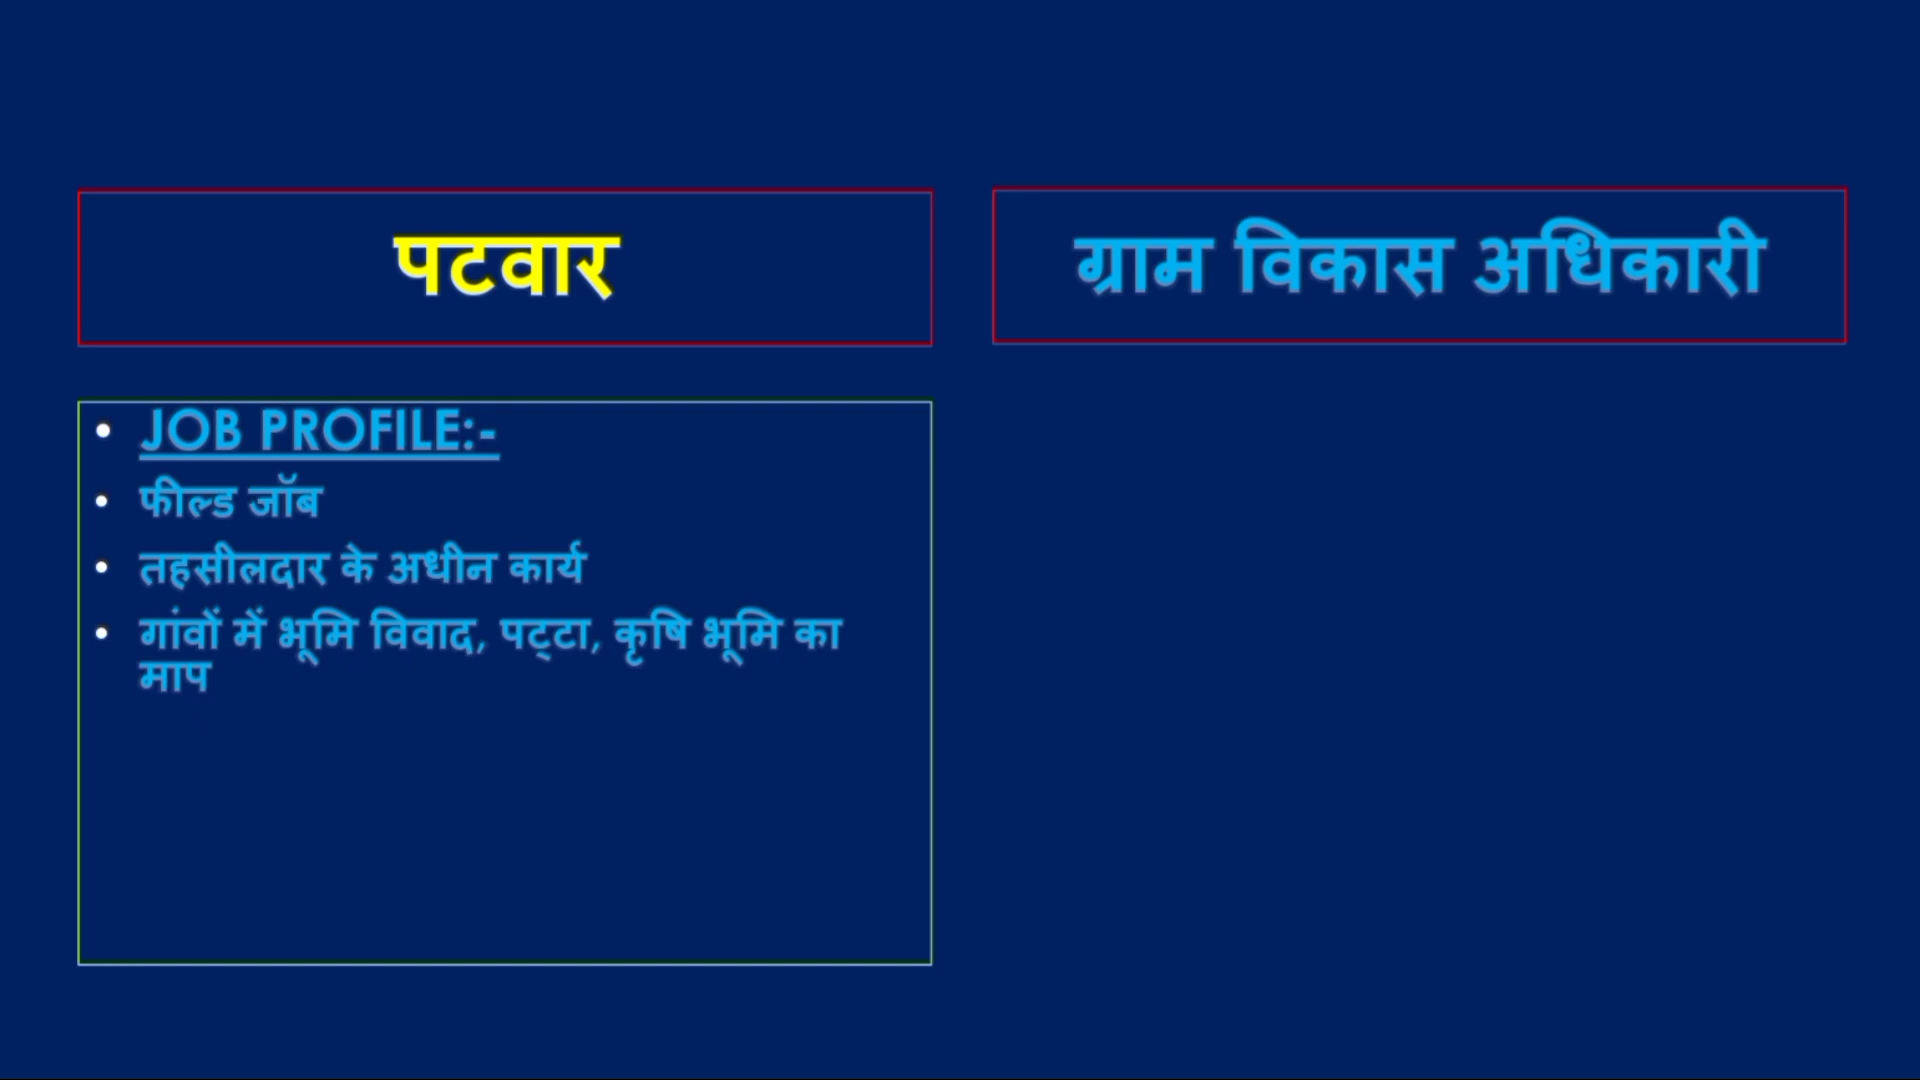 पटवार
ग्राम विकास अधिकारी
• JOB PROFILE:-
• फील्ड जॉब
• तहसीलदार के अधीन कार्य
• गांवों में भूमि विवाद, पट्टा, कृषि भूमि का
माप